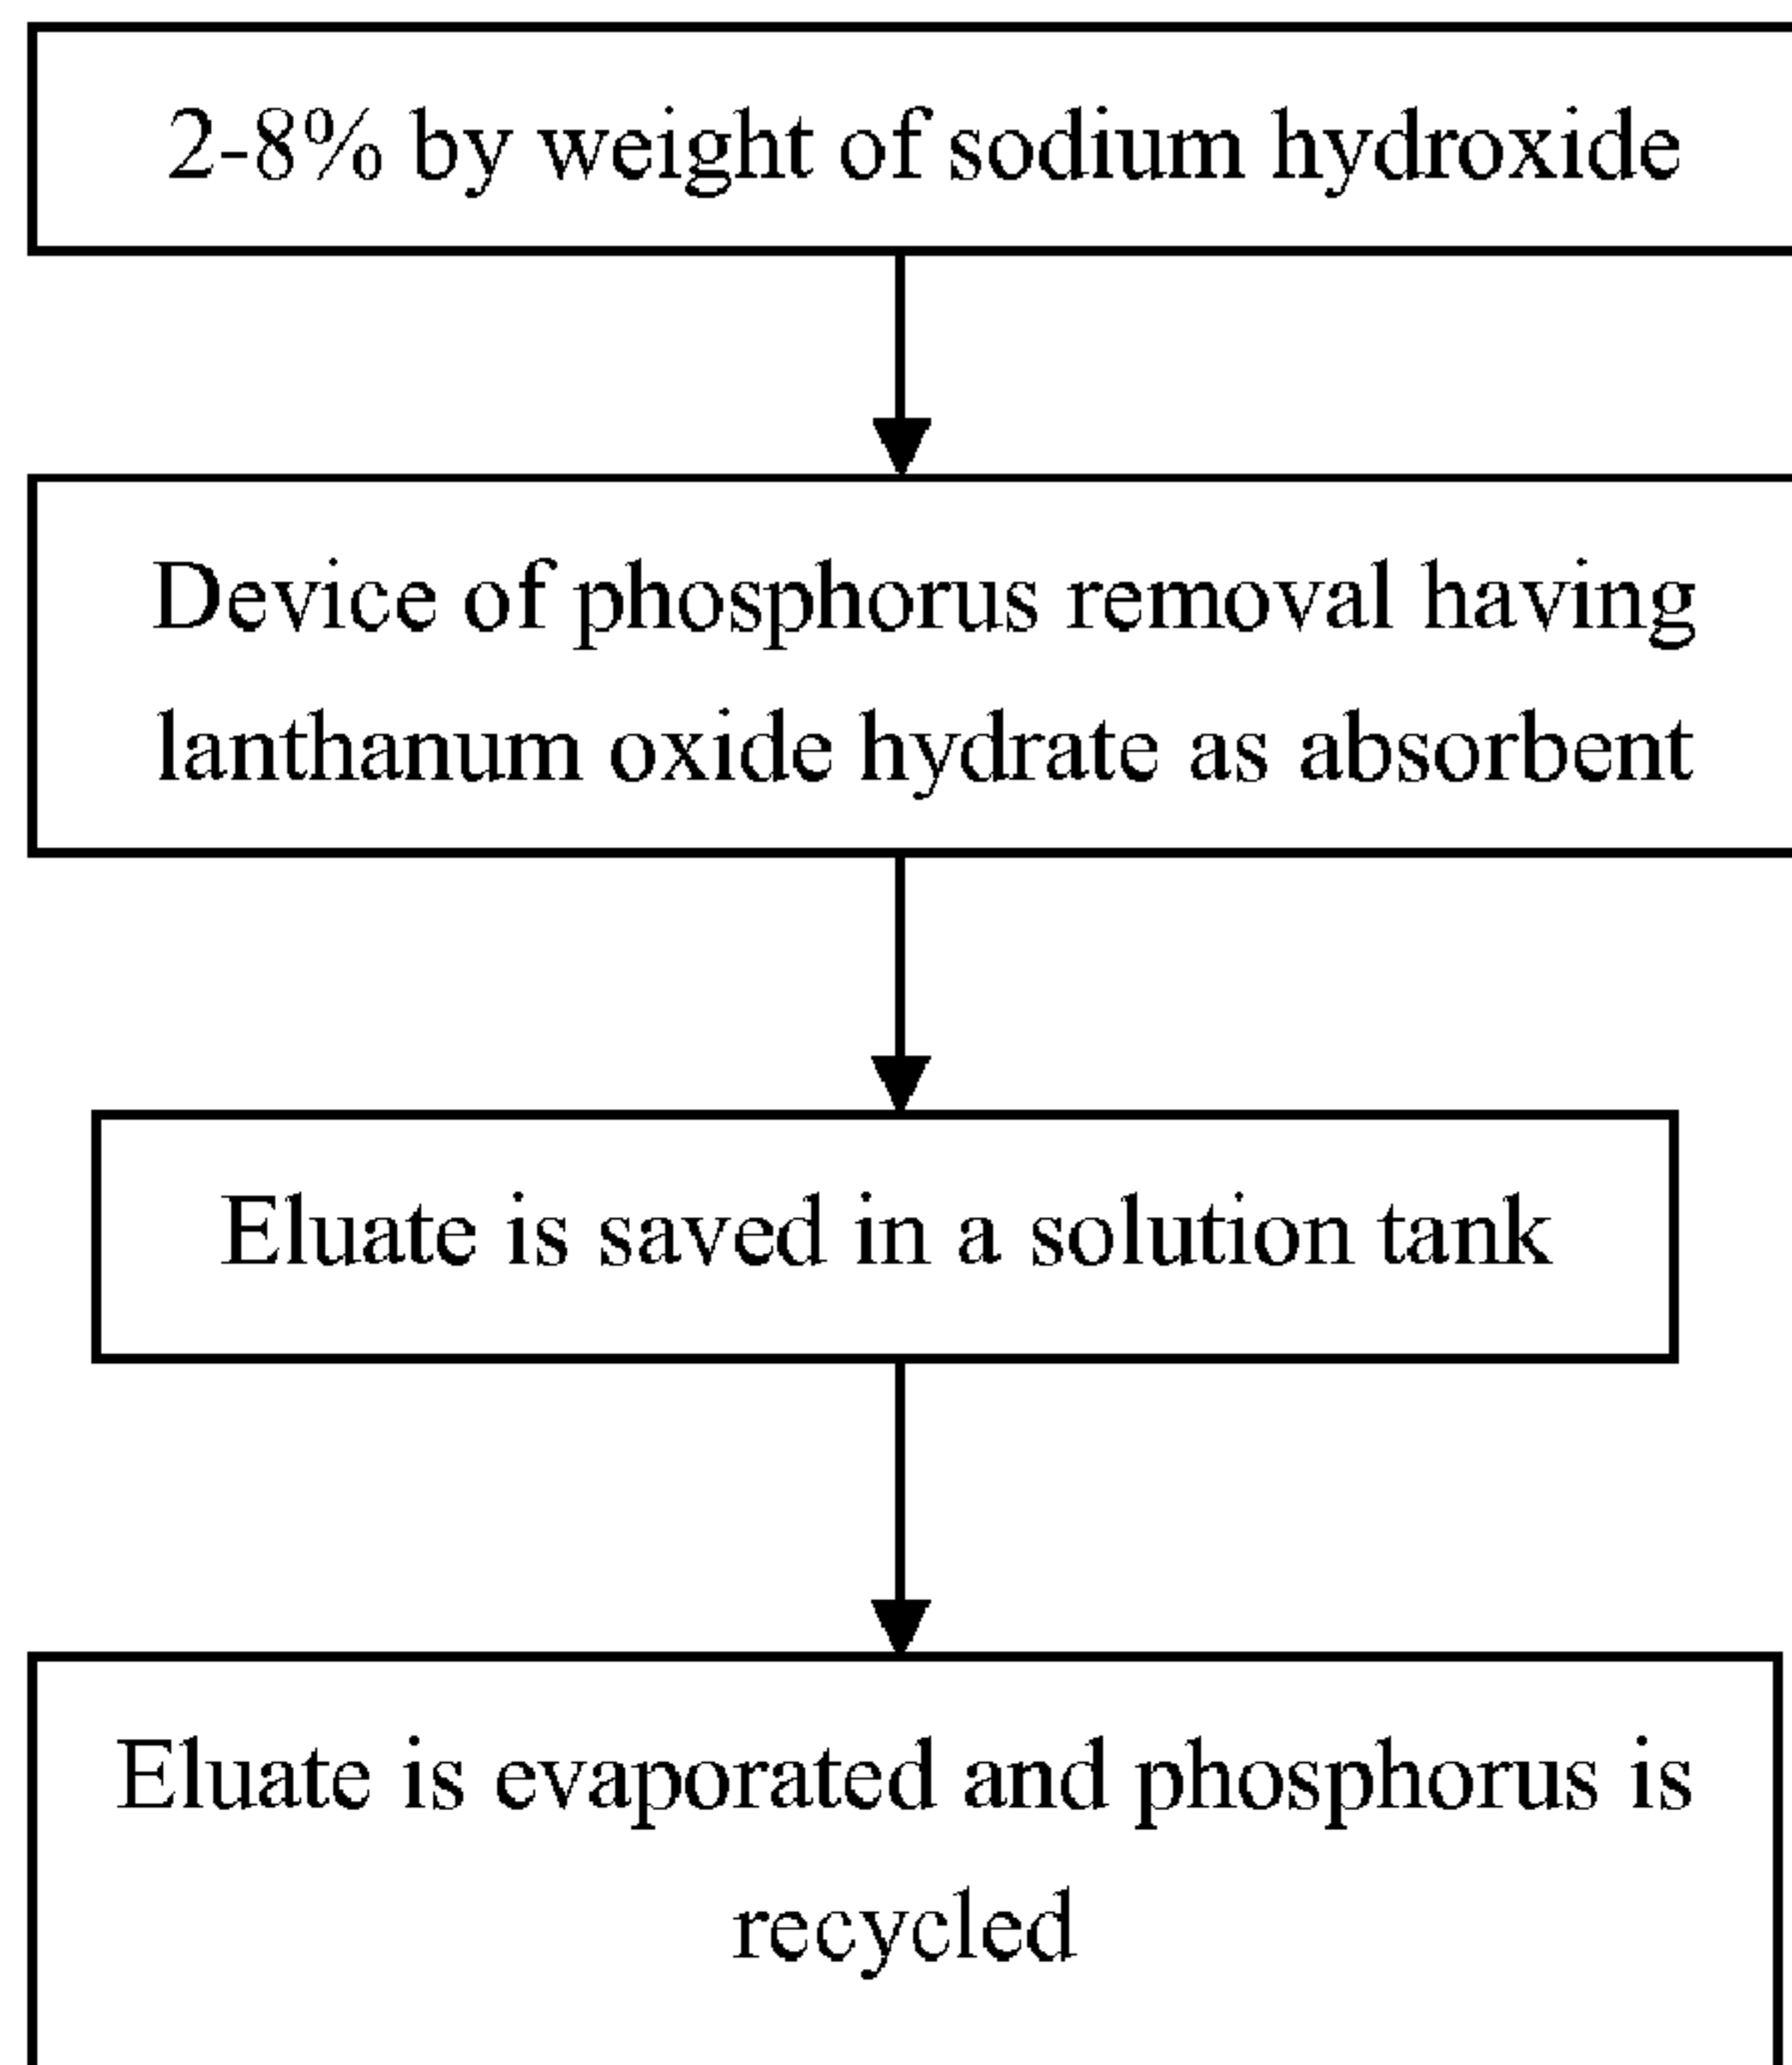 2-8% by weight of sodium hydroxide
Device of phosphorus removal having
lanthanum oxide hydrate as absorbent
Eluate is saved in a solution tank
Eluate is evaporated and phosphorus is
recycled